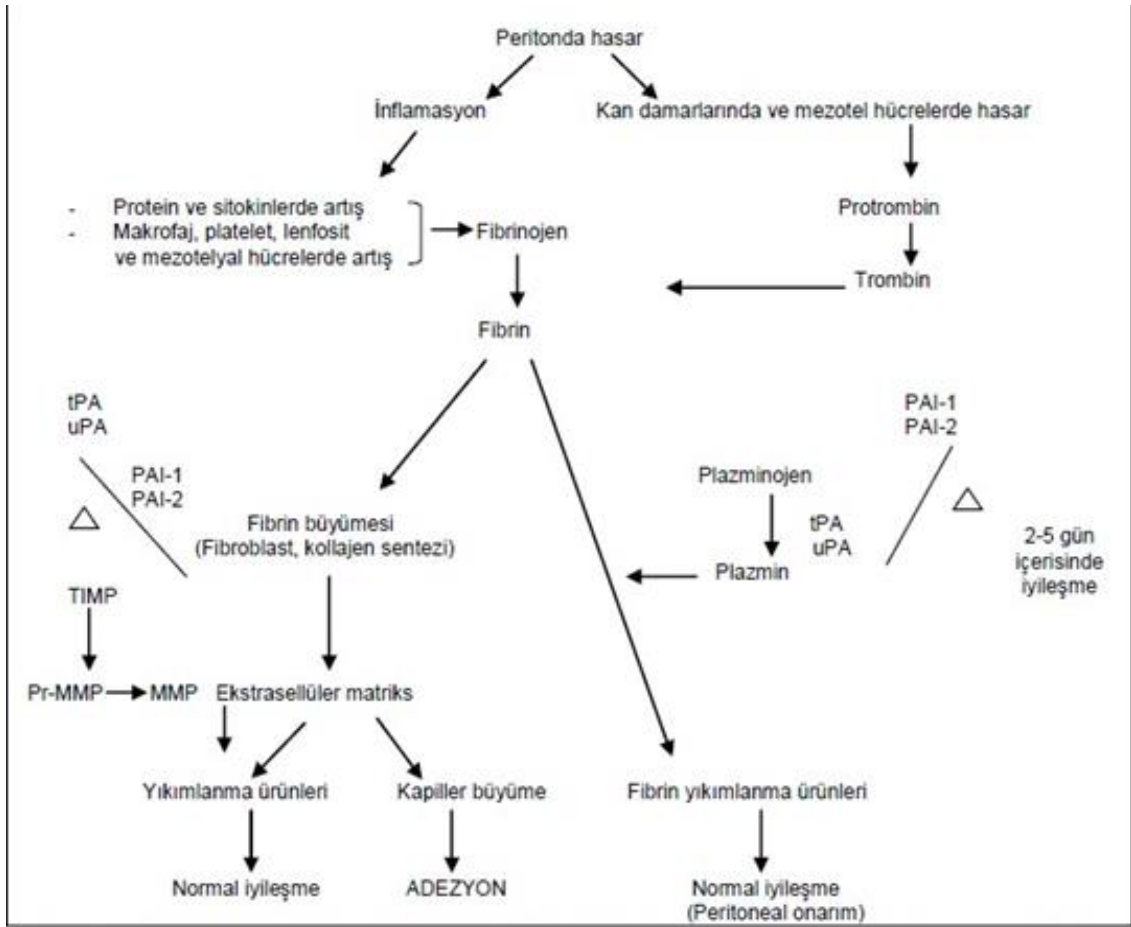 Peritonda hasar
İnflamasyon
Kan damarlarında ve mezotel hücrelerde hasar
- Protein ve sitokinlerde artış
- Makrofaj, platelet, lenfosit
ve mezotelyal hücrelerde artış
Fibrinojen
Protrombin
Trombin
Fibrin
tPA
uPA
PAI-1
PAI-2
PAI-1
PAI-2
Fibrin büyümesi
(Fibroblast, kollajen sentezi)
Plazminojen
tPA
uPA
Plazmin
2-5 gün
içerisinde
iyileşme
TIMP
Pr-MMP
MMP
Ekstrasellüler matriks
Yıkımlanma ürünleri
Kapiller büyüme
Fibrin yıkımlanma ürünleri
Normal iyileşme
ADEZYON
Normal iyileşme
(Peritoneal onarım)